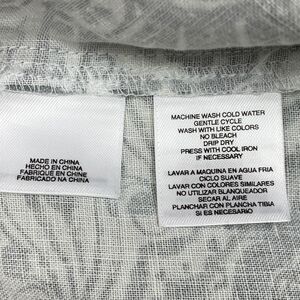 MADE IN CHINA
HECHO EN CHINA
FABRIQUÉ EN CHINE
FABRICADO NA CHINA
MACHINE WASH COLD WATER
GENTLE CYCLE
WASH WITH LIKE COLORS
NO BLEACH
DRIP DRY
PRESS WITH COOL IRON
IF NECESSARY
LAVAR A MAQUINA EN AGUA FRIA
CICLO SUAVE
LAVAR CON COLORES SIMILARES
NO UTILIZAR BLANQUEADOR
SECAR AL AIRE
PLANCHAR CON PLANCHA TIBIA
SI ES NECESARIO